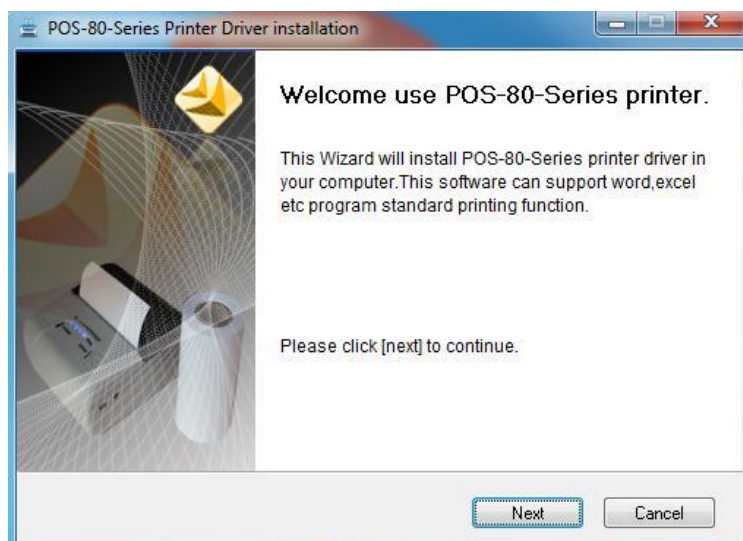 POS-80-Series Printer Driver installation
Welcome use POS-80-Series printer.
This Wizard will install POS-80-Series printer driver in
your computer.This software can support word,excel
etc program standard printing function.
Please click [next] to continue.
Next
Cancel